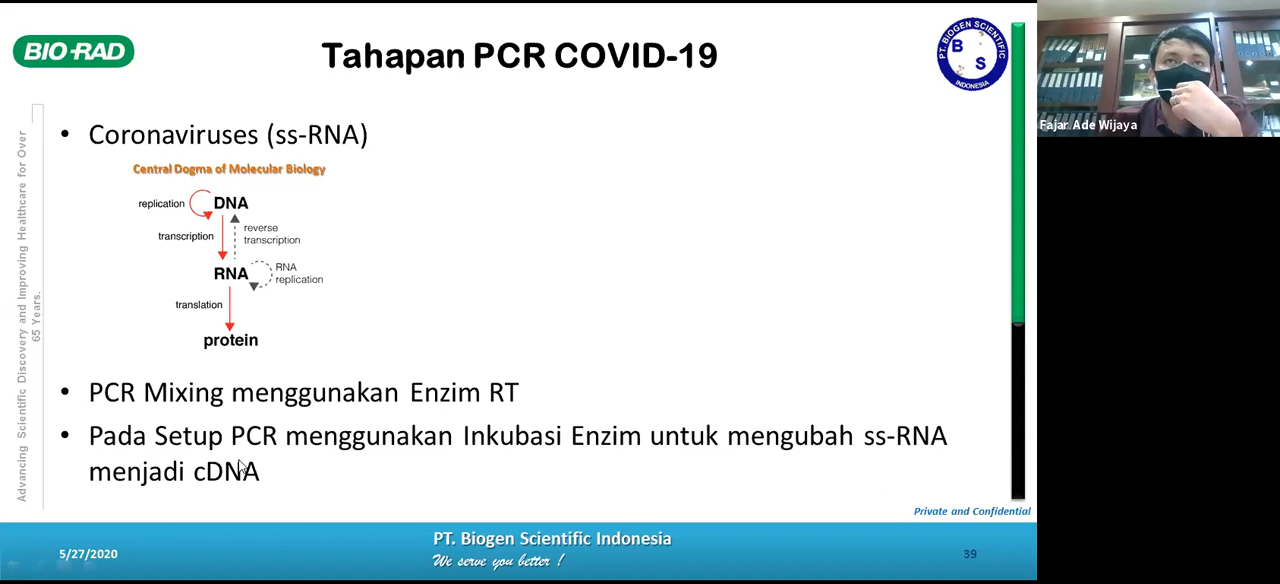 BIO-RAD
Tahapan PCR COVID-19
PT. BIOGEN SCIENTIFIC
B
S
INDONESIA
Fajar Ade Wijaya
Advancing Scientific Discovery and Improving Healthcare for Over
65 Years.
• Coronaviruses (ss-RNA)
Central Dogma of Molecular Biology
replication
DNA
transcription
reverse
transcription
RNA
RNA
replication
translation
protein
• PCR Mixing menggunakan Enzim RT
• Pada Setup PCR menggunakan Inkubasi Enzim untuk mengubah ss-RNA
menjadi cDNA
Private and Confidential
5/27/2020
PT. Biogen Scientific Indonesia
We serve you better !
39